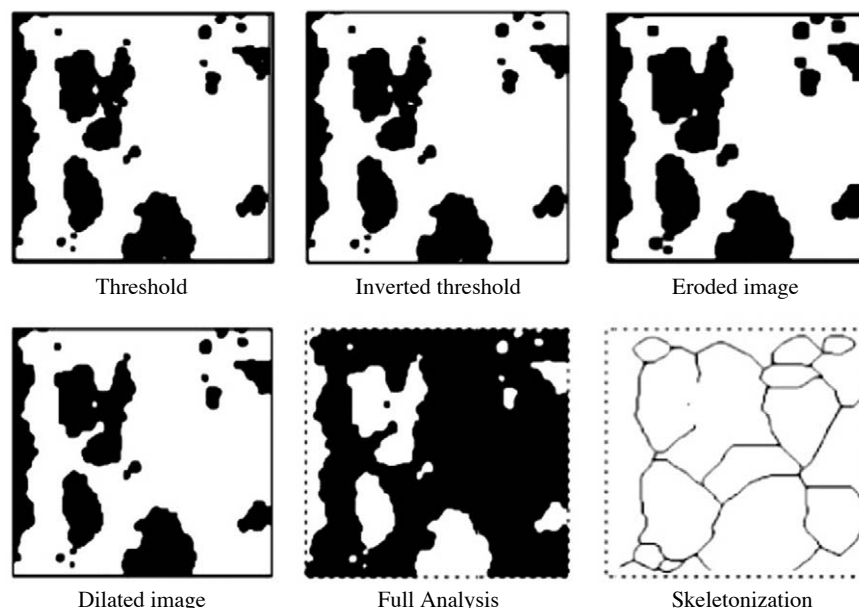 Threshold
Inverted threshold
Eroded image
Dilated image
Full Analysis
Skeletonization